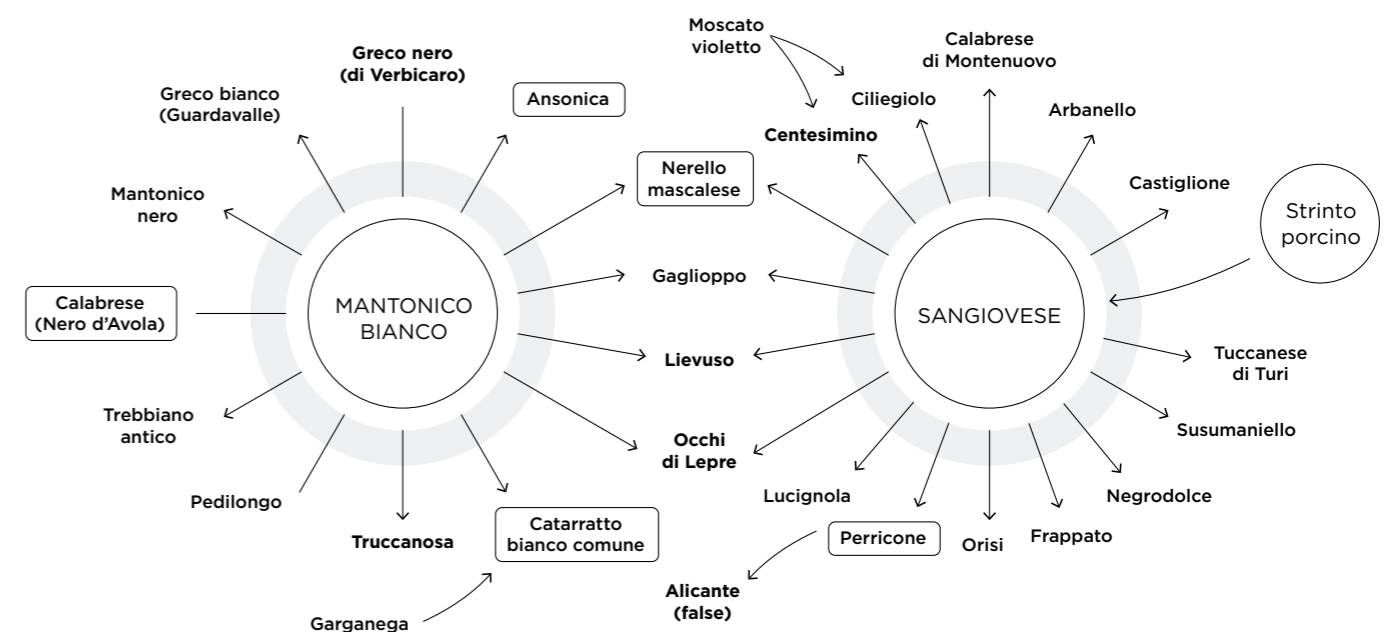 Greco nero
(di Verbicaro)
Greco bianco
(Guardavalle)
Ansonica
Mantonico
nero
Calabrese
(Nero d’Avola)
MANTONICO
BIANCO
Trebbiano
antico
Pedilongo
Truccanosa
Catarratto
bianco comune
Garganega
Nerello
mascalese
Gaglioppo
Lievuso
Occhi
di Lepre
Moscato
violetto
Centesimino
Ciliegiolo
Calabrese
di Montenuovo
Arbanello
Castiglione
Strinto
porcino
SANGIOVESE
Tuccanese
di Turi
Susumaniello
Negrodolce
Frappato
Orisi
Perricone
Lucignola
Alicante
(false)